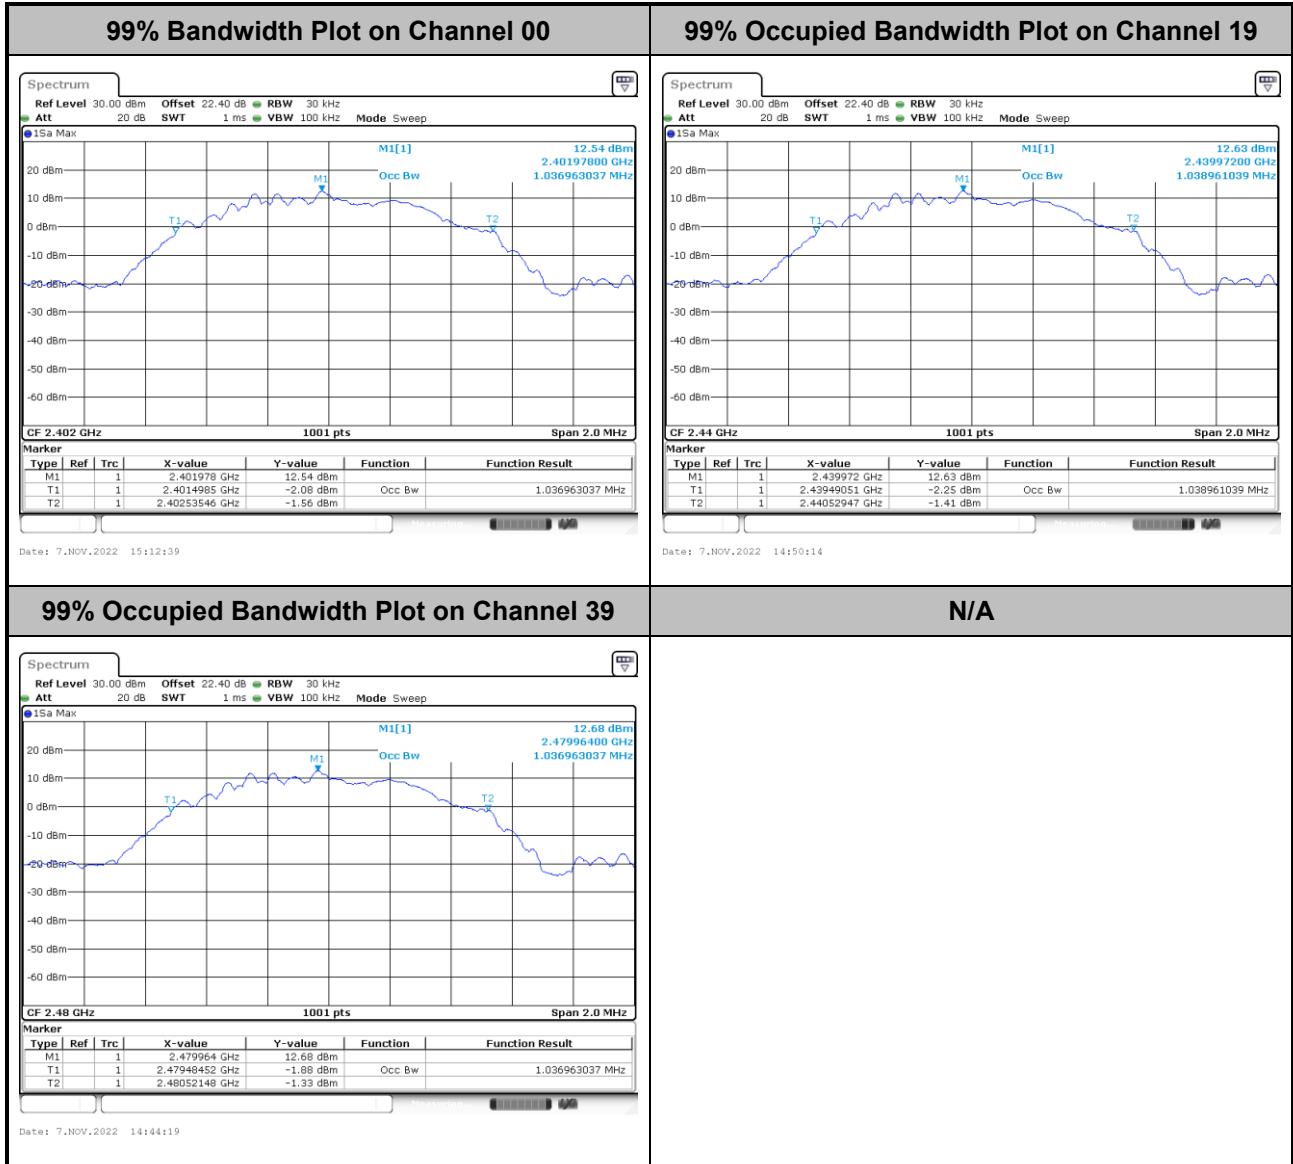 99% Bandwidth Plot on Channel 00
Spectrum
Ref Level 30.00 dBm Offset 22.40 dB RBW 30 kHz
Att 20 dB SWT 1 ms VBW 100 kHz Mode Sweep
1Sa Max
M1[1] 12.54 dBm
2.40197800 GHz
Occ Bw 1.036963037 MHz
20 dBm
10 dBm
0 dBm
-10 dBm
-20 dBm
-30 dBm
-40 dBm
-50 dBm
-60 dBm
M1
T1
T2
CF 2.402 GHz 1001 pts Span 2.0 MHz
Marker
Type Ref Trc X-value Y-value Function Function Result
M1 1 2.401978 GHz 12.54 dBm
T1 1 2.4014985 GHz -2.08 dBm Occ Bw 1.036963037 MHz
T2 1 2.40253546 GHz -1.56 dBm
Measuring...
Date: 7.NOV.2022 15:12:39
99% Occupied Bandwidth Plot on Channel 19
Spectrum
Ref Level 30.00 dBm Offset 22.40 dB RBW 30 kHz
Att 20 dB SWT 1 ms VBW 100 kHz Mode Sweep
1Sa Max
M1[1] 12.63 dBm
2.43997200 GHz
Occ Bw 1.038961039 MHz
20 dBm
10 dBm
0 dBm
-10 dBm
-20 dBm
-30 dBm
-40 dBm
-50 dBm
-60 dBm
M1
T1
T2
CF 2.44 GHz 1001 pts Span 2.0 MHz
Marker
Type Ref Trc X-value Y-value Function Function Result
M1 1 2.439972 GHz 12.63 dBm
T1 1 2.43949051 GHz -2.25 dBm Occ Bw 1.038961039 MHz
T2 1 2.44052947 GHz -1.41 dBm
Measuring...
Date: 7.NOV.2022 14:50:14
99% Occupied Bandwidth Plot on Channel 39
Spectrum
Ref Level 30.00 dBm Offset 22.40 dB RBW 30 kHz
Att 20 dB SWT 1 ms VBW 100 kHz Mode Sweep
1Sa Max
M1[1] 12.68 dBm
2.47996400 GHz
Occ Bw 1.036963037 MHz
20 dBm
10 dBm
0 dBm
-10 dBm
-20 dBm
-30 dBm
-40 dBm
-50 dBm
-60 dBm
M1
T1
T2
CF 2.48 GHz 1001 pts Span 2.0 MHz
Marker
Type Ref Trc X-value Y-value Function Function Result
M1 1 2.479964 GHz 12.68 dBm
T1 1 2.47948452 GHz -1.88 dBm Occ Bw 1.036963037 MHz
T2 1 2.48052148 GHz -1.33 dBm
Measuring...
Date: 7.NOV.2022 14:44:19
N/A